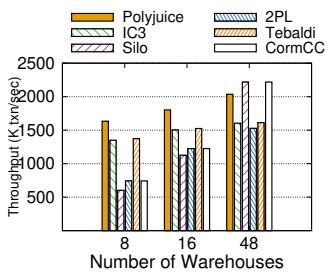 Polyjuice 2PL
IC3 Tebaldi
Silo CormCC
Throughput (K txn/sec)
2500
2000
1500
1000
500
8 16 48
Number of Warehouses